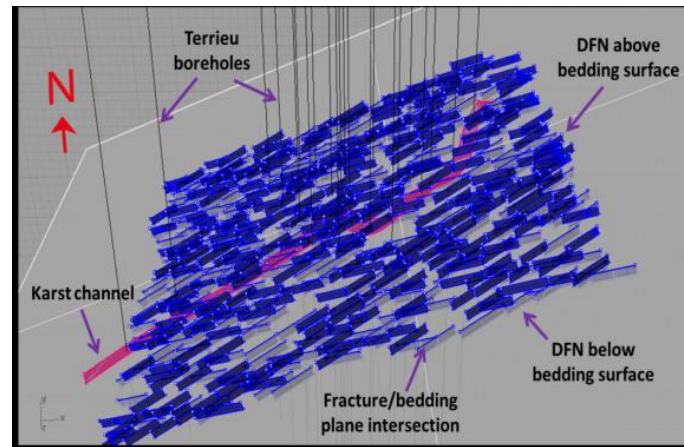 Terrieu
boreholes
DFN above
bedding surface
N
Karst channel
DFN below
bedding surface
Fracture/bedding
plane intersection